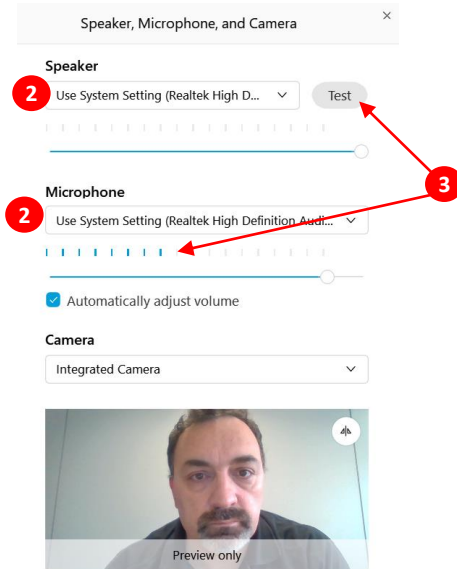 Speaker, Microphone, and Camera
Speaker
2
Use System Setting (Realtek High D...
Test
3
Microphone
2
Use System Setting (Realtek High Definition Audi...
Automatically adjust volume
Camera
Integrated Camera
Preview only